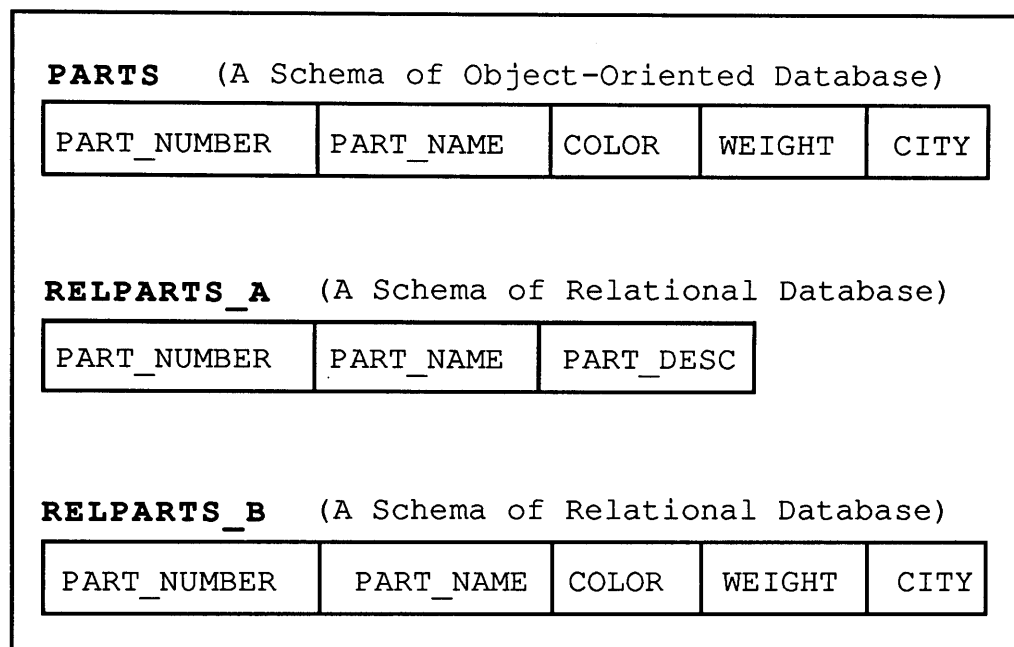 PARTS (A Schema of Object-Oriented Database)
PART_NUMBER PART_NAME COLOR WEIGHT CITY
RELPARTS_A (A Schema of Relational Database)
PART_NUMBER PART_NAME PART_DESC
RELPARTS_B (A Schema of Relational Database)
PART_NUMBER PART_NAME COLOR WEIGHT CITY